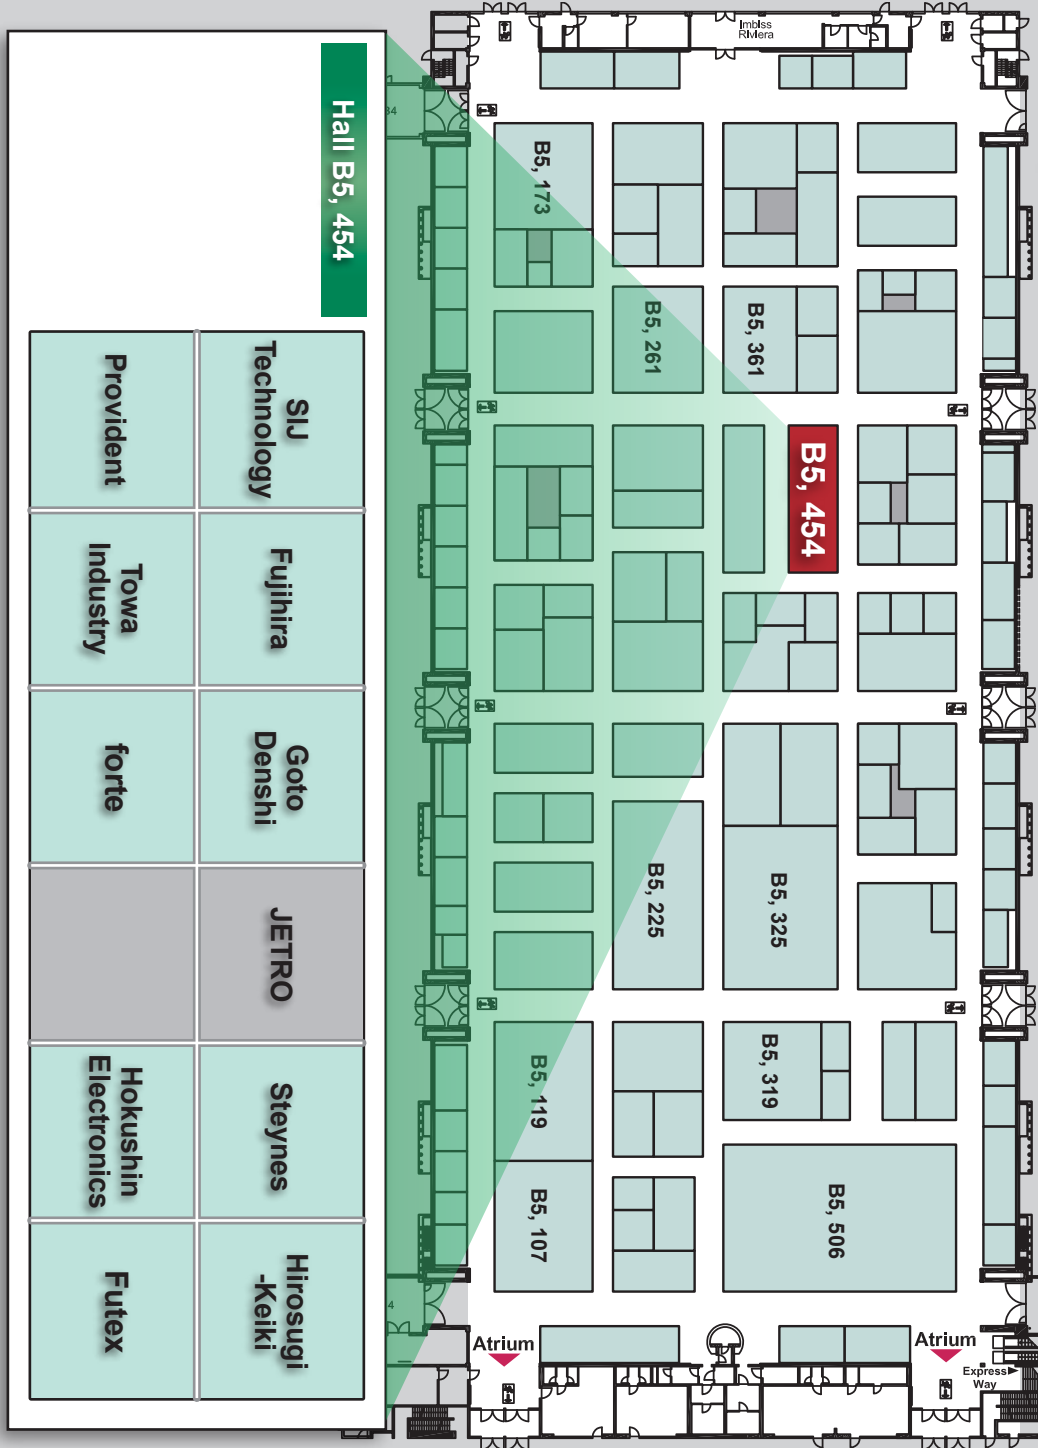 Hall B5, 454
SIJ
Technology
Fujihira
Goto
Denshi
JETRO
Steynes
Hirosugi
-Keiki
Provident
Towa
Industry
forte
Hokushin
Electronics
Futex
Imbiss
Riviera
B5, 173
B5, 261
B5, 361
B5, 454
B5, 225
B5, 325
B5, 119
B5, 319
B5, 107
B5, 506
Atrium
Atrium
Express
Way